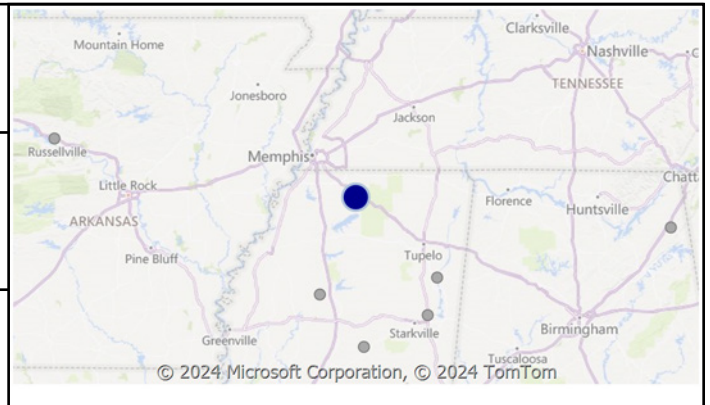 Clarksville
Mountain Home
Nashville
TENNESSEE
Jonesboro
Jackson
Russellville
Memphis
Chatt
Little Rock
Florence
Huntsville
ARKANSAS
Pine Bluff
Tupelo
Greenville
Starkville
Birmingham
Tuscaloosa
© 2024 Microsoft Corporation, © 2024 TomTom